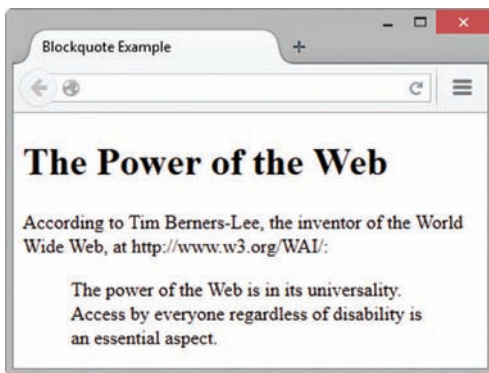 Blockquote Example
The Power of the Web
According to Tim Berners-Lee, the inventor of the World
Wide Web, at http://www.w3.org/WAI/:
The power of the Web is in its universality.
Access by everyone regardless of disability is
an essential aspect.